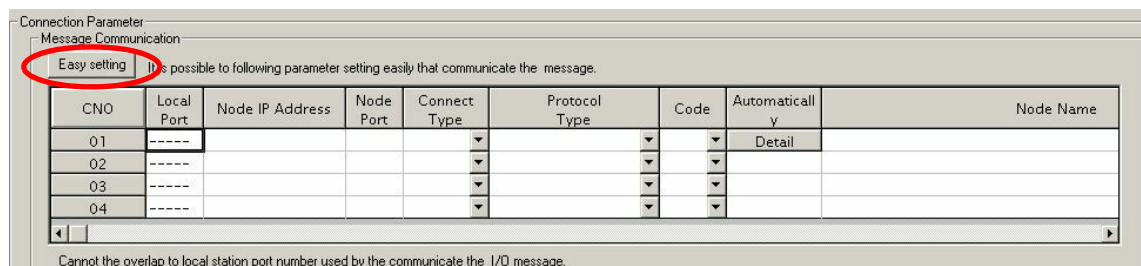 Connection Parameter
Message Communication
Easy setting
It is possible to following parameter setting easily that communicate the message.
CNO Local Port Node IP Address Node Port Connect Type Protocol Type Code Automaticall y Node Name
01 ----- Detail
02 -----
03 -----
04 -----
Cannot the overlap to local station port number used by the communicate the I/O message.